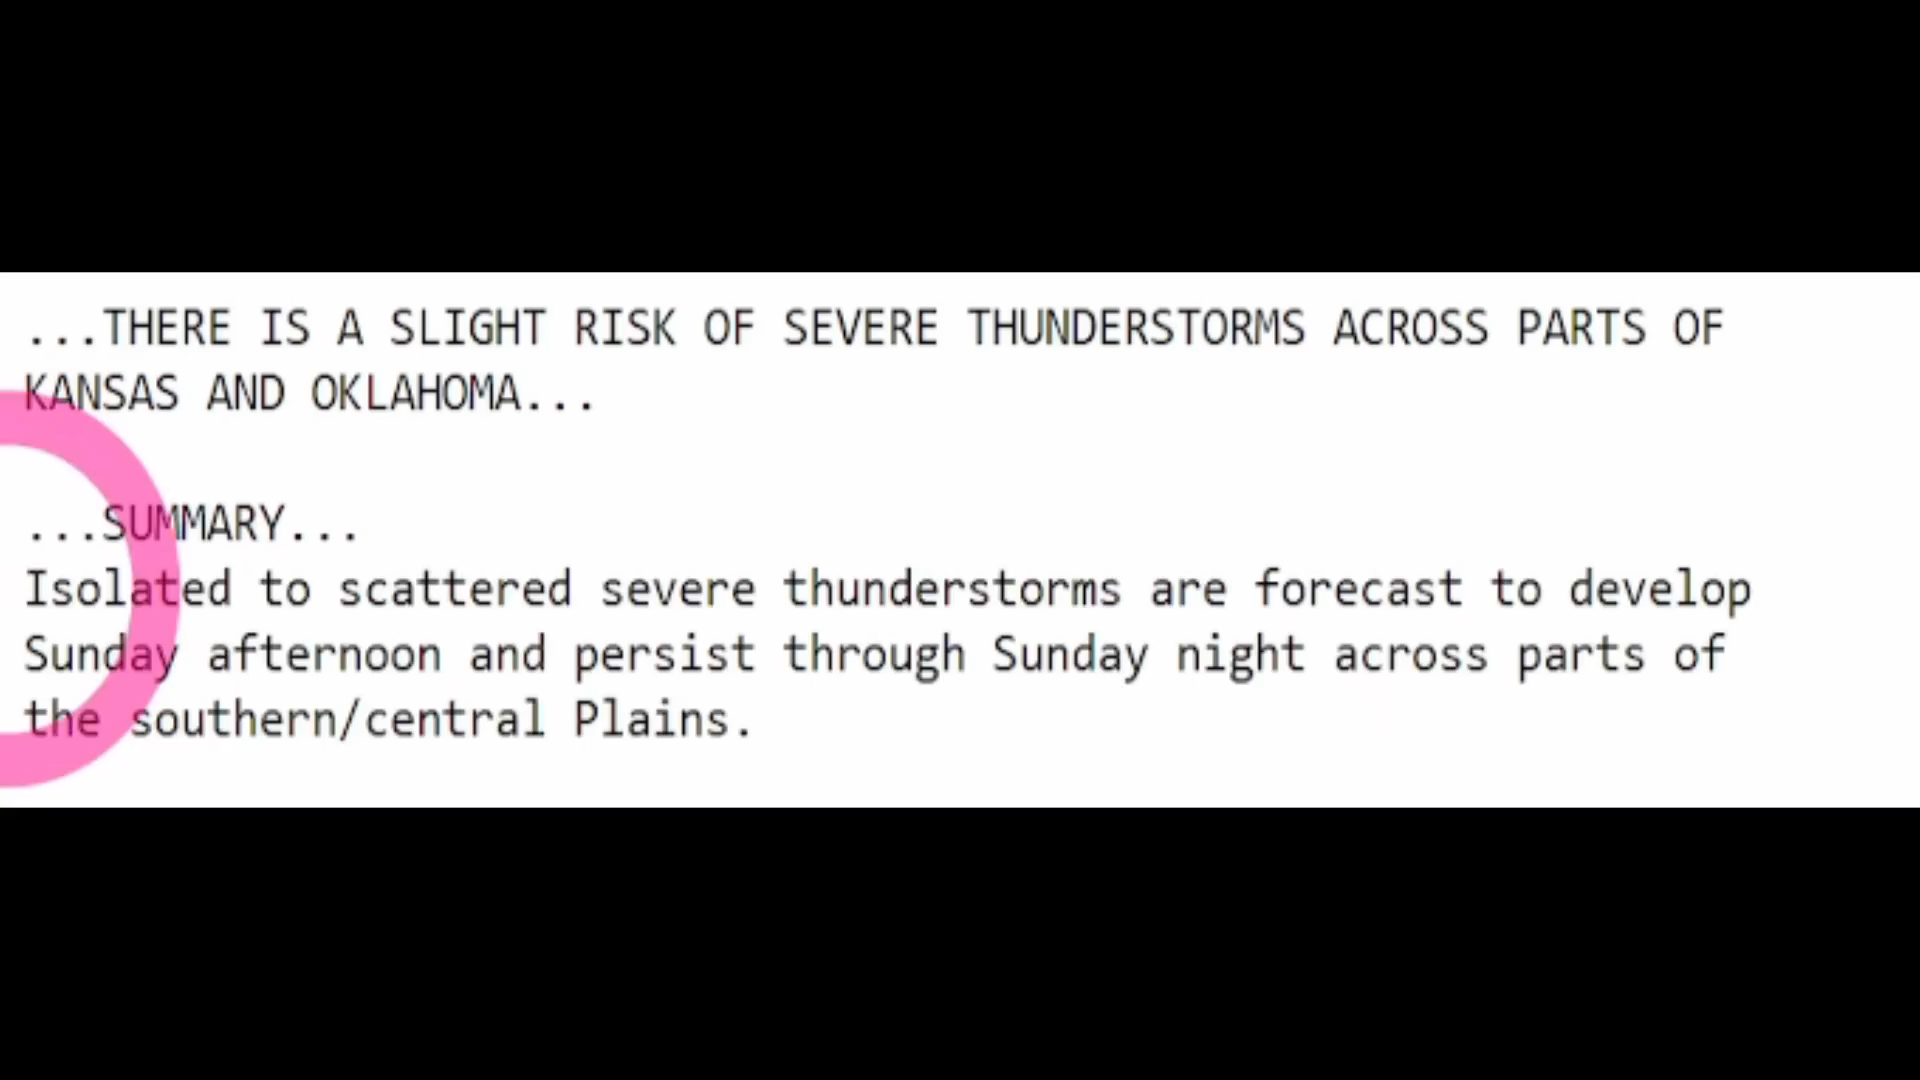 ...THERE IS A SLIGHT RISK OF SEVERE THUNDERSTORMS ACROSS PARTS OF
KANSAS AND OKLAHOMA...
...SUMMARY...
Isolated to scattered severe thunderstorms are forecast to develop
Sunday afternoon and persist through Sunday night across parts of
the southern/central Plains.